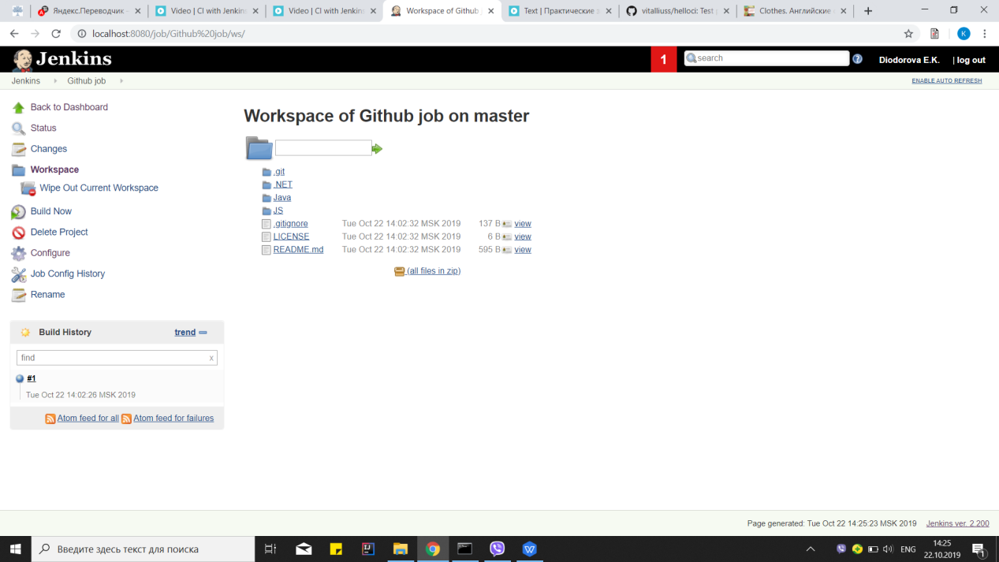 Яндекс.Переводчик –
Video | CI with Jenkins
Video | CI with Jenkins
Workspace of Github
Text | Практические з
vitalliuss/helloci: Test
Clothes. Английские
localhost:8080/job/Github%20job/ws/
K
Jenkins
1
search
Diodorova E.K.
| log out
Jenkins
Github job
ENABLE AUTO REFRESH
Back to Dashboard
Status
Changes
Workspace
Wipe Out Current Workspace
Build Now
Delete Project
Configure
Job Config History
Rename
Workspace of Github job on master
.git
.NET
Java
JS
.gitignore Tue Oct 22 14:02:32 MSK 2019 137 B view
LICENSE Tue Oct 22 14:02:32 MSK 2019 6 B view
README.md Tue Oct 22 14:02:32 MSK 2019 595 B view
(all files in zip)
Build History trend
find x
#1
Tue Oct 22 14:02:26 MSK 2019
Atom feed for all Atom feed for failures
Page generated: Tue Oct 22 14:25:23 MSK 2019 Jenkins ver. 2.200
Введите здесь текст для поиска
ENG
14:25
22.10.2019
1